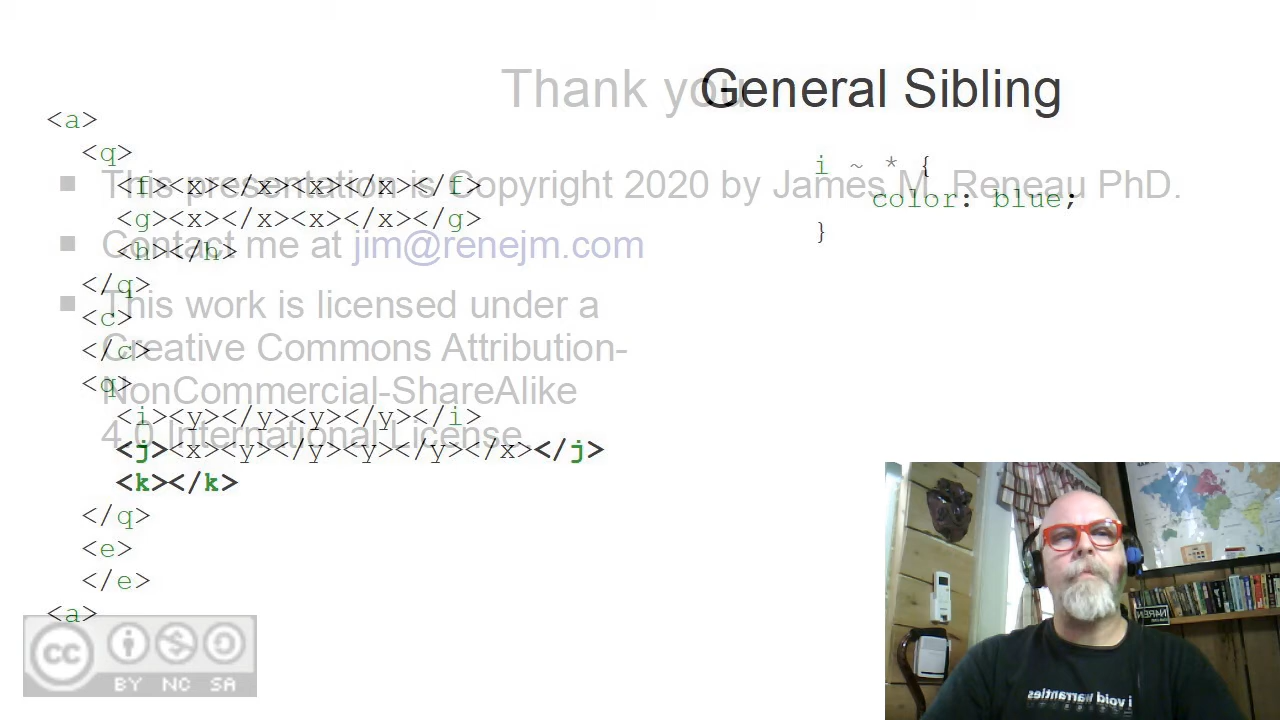 General Sibling
<a>
<q>
<f><x></x><x></x></f>
<g><x></x><x></x></g>
<h></h>
</q>
<c>
</c>
<q>
<i><y></y><y></y></i>
<j><x><y></y><y></y></x></j>
<k></k>
</q>
<e>
</e>
<a>
i ~ * {
color: blue;
}
Thank you
This presentation is Copyright 2020 by James M. Reneau PhD.
Contact me at jim@renejm.com
This work is licensed under a
Creative Commons Attribution-
NonCommercial-ShareAlike
4.0 International License.
cc
BY NC SA
N4REN
i void warranties